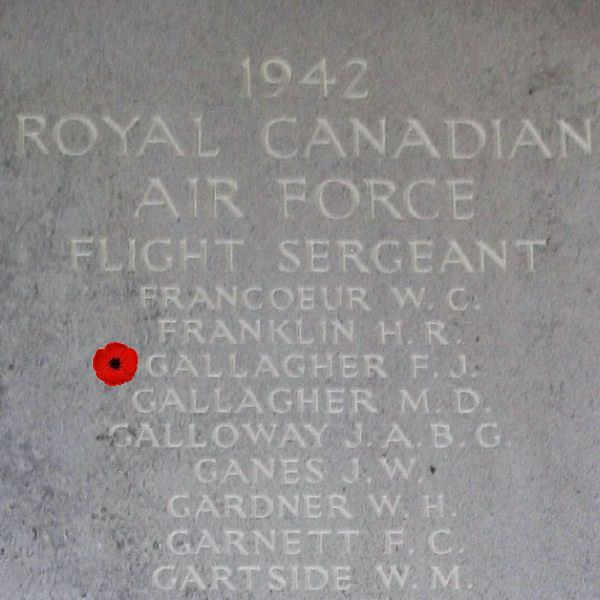 1942
ROYAL CANADIAN
AIR FORCE
FLIGHT SERGEANT
FRANCOEUR W. C.
FRANKLIN H. R.
GALLAGHER F. J.
GALLAGHER M. D.
GALLOWAY J. A. B. G.
GANES J. W.
GARDNER W. H.
GARNETT F. C.
GARTSIDE W. M.